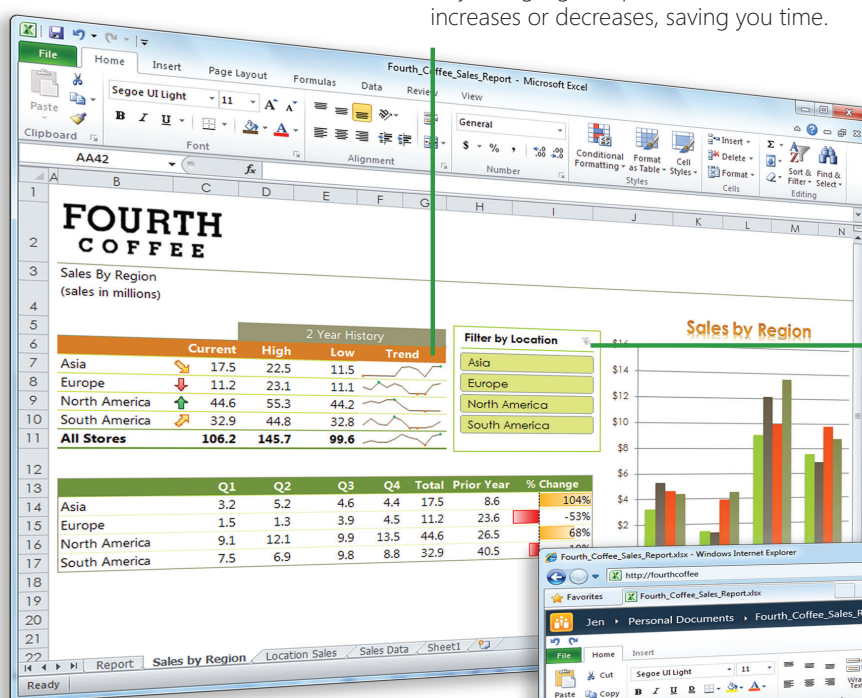 increases or decreases, saving you time.
Fourth_Coffee_Sales_Report - Microsoft Excel
File Home Insert Page Layout Formulas Data Review View
Paste
Clipboard
Segoe UI Light 11
B I U
Font
Alignment
General
$ % ,
Number
Conditional Formatting
Format as Table
Cell Styles
Styles
Insert
Delete
Format
Cells
Sort & Filter
Find & Select
Editing
AA42 fx
A B C D E F G H I J K L M N
1
2 FOURTH
COFFEE
3 Sales By Region
4 (sales in millions)
5 2 Year History
6 Current High Low Trend
7 Asia 17.5 22.5 11.5
8 Europe 11.2 23.1 11.1
9 North America 44.6 55.3 44.2
10 South America 32.9 44.8 32.8
11 All Stores 106.2 145.7 99.6
Filter by Location
Asia
Europe
North America
South America
Sales by Region
$14
$12
$10
$8
$6
$4
$2
12
13 Q1 Q2 Q3 Q4 Total Prior Year % Change
14 Asia 3.2 5.2 4.6 4.4 17.5 8.6 104%
15 Europe 1.5 1.3 3.9 4.5 11.2 23.6 -53%
16 North America 9.1 12.1 9.9 13.5 44.6 26.5 68%
17 South America 7.5 6.9 9.8 8.8 32.9 40.5
18
19
20
21
22
Report Sales by Region Location Sales Sales Data Sheet1
Ready
Fourth_Coffee_Sales_Report.xlsx - Windows Internet Explorer
http://fourthcoffee
Favorites Fourth_Coffee_Sales_Report.xlsx
Jen Personal Documents Fourth_Coffee_Sales_R
File Home Insert
Paste
Cut
Copy
Segoe UI Light 11
B I U D
Text